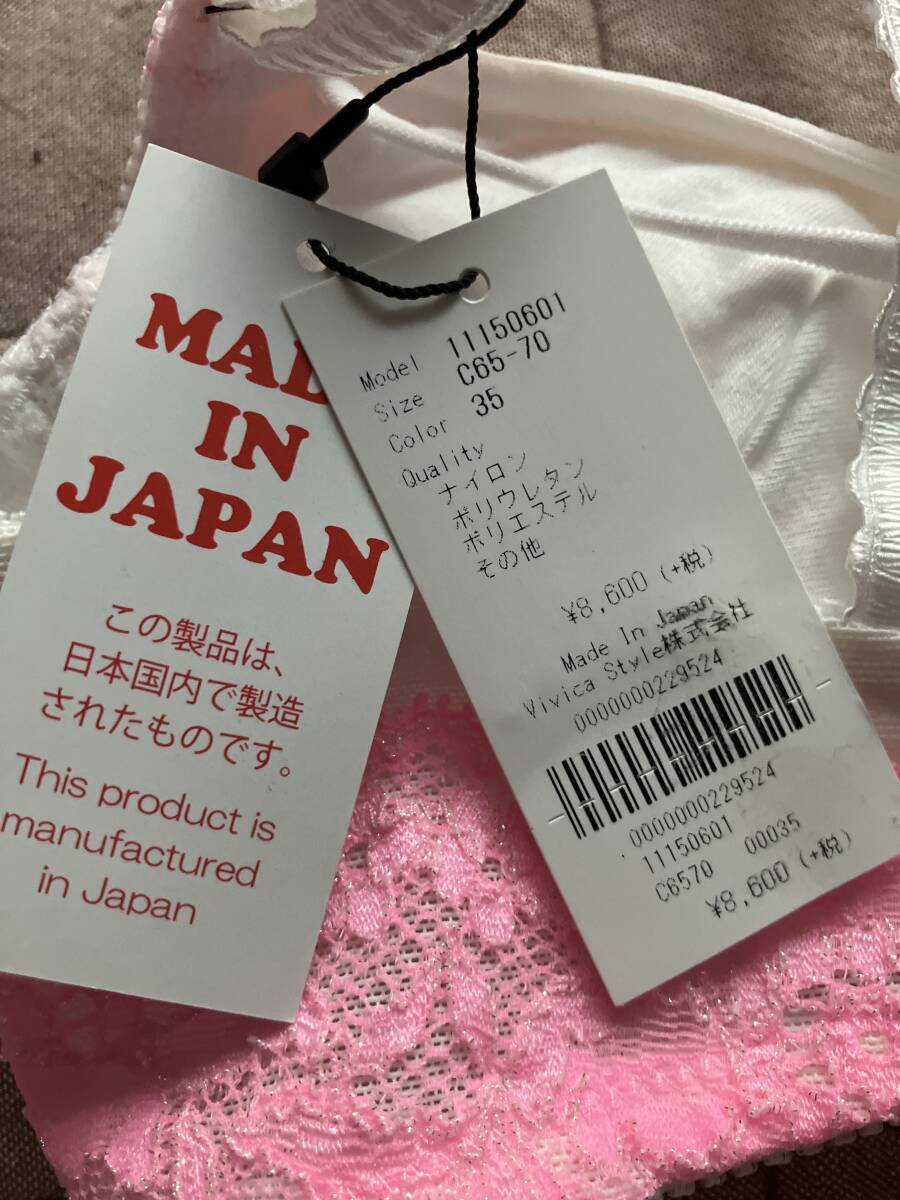 MAD
IN
JAPAN
この製品は、
日本国内で製造
されたものです。
This product is
manufactured
in Japan
Model 11150601
Size C65-70
Color 35
Quality
ナイロン
ポリウレタン
ポリエステル
その他
¥8,600 (+税)
Made In Japan
Vivica Style株式会社
0000000229524
0000000229524
11150601
C6570 00035
¥8,600 (+税)